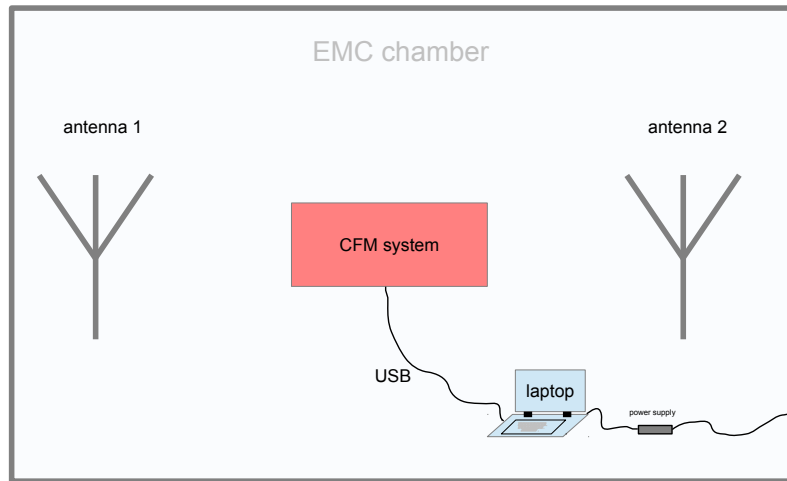 EMC chamber
antenna 1
antenna 2
CFM system
USB
laptop
power supply